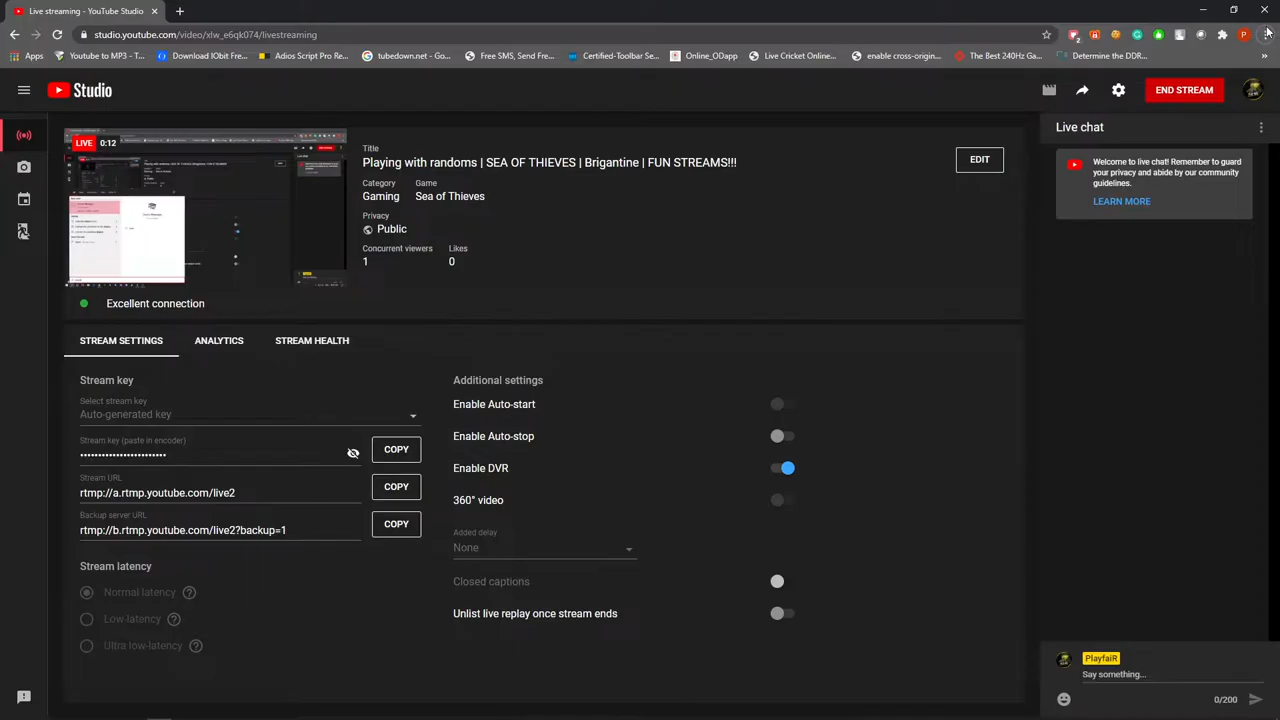 Live streaming - YouTube Studio
studio.youtube.com/video/xlw_e6qk074/livestreaming
Apps
Youtube to MP3 - T...
Download IObit Free...
Adios Script Pro Re...
tubedown.net - Go...
Free SMS, Send Fre...
Certified-Toolbar Se...
Online_ODapp
Live Cricket Online...
enable cross-origin...
The Best 240Hz Ga...
Determine the DDR...
Studio
END STREAM
LIVE 0:12
Title
Playing with randoms | SEA OF THIEVES | Brigantine | FUN STREAMS!!!
EDIT
Category Game
Gaming Sea of Thieves
Privacy
Public
Concurrent viewers Likes
1 0
Excellent connection
STREAM SETTINGS ANALYTICS STREAM HEALTH
Stream key
Select stream key
Auto-generated key
Stream key (paste in encoder)
••••••••••••••••••••••••
COPY
Stream URL
rtmp://a.rtmp.youtube.com/live2
COPY
Backup server URL
rtmp://b.rtmp.youtube.com/live2?backup=1
COPY
Stream latency
Normal latency
Low-latency
Ultra low-latency
Additional settings
Enable Auto-start
Enable Auto-stop
Enable DVR
360° video
Added delay
None
Closed captions
Unlist live replay once stream ends
Live chat
Welcome to live chat! Remember to guard
your privacy and abide by our community
guidelines.
LEARN MORE
PlayfaiR
Say something...
0/200